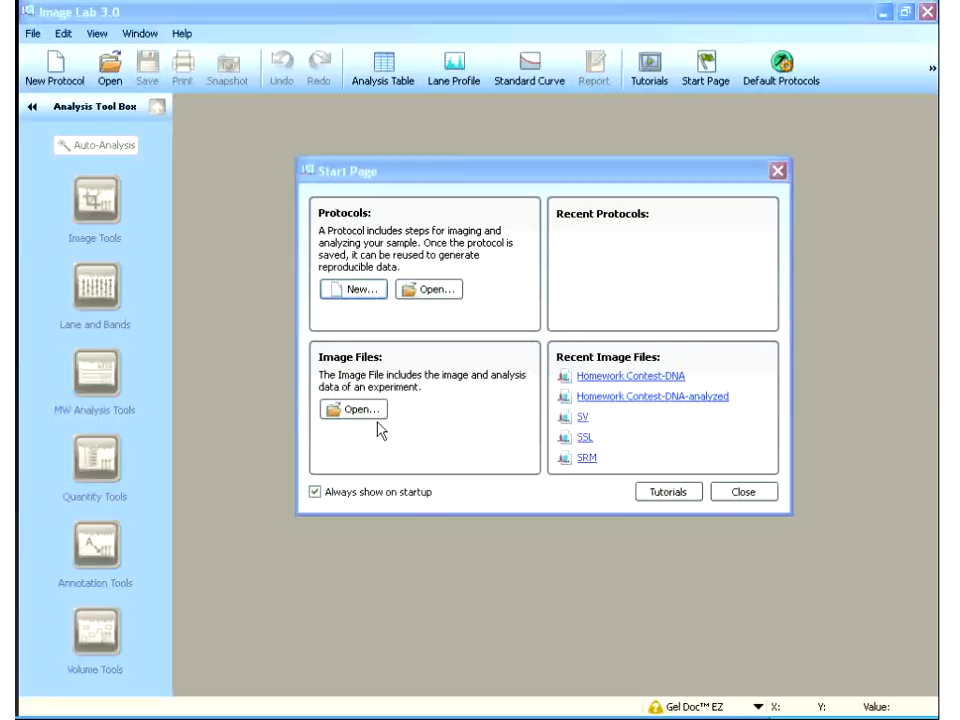 Image Lab 3.0
File Edit View Window Help
New Protocol Open Save Print Snapshot Undo Redo Analysis Table Lane Profile Standard Curve Report Tutorials Start Page Default Protocols
Analysis Tool Box
Auto-Analysis
Image Tools
Lane and Bands
MW Analysis Tools
Quantity Tools
Annotation Tools
Volume Tools
Start Page
Protocols:
A Protocol includes steps for imaging and
analyzing your sample. Once the protocol is
saved, it can be reused to generate
reproducible data.
New... Open...
Recent Protocols:
Image Files:
The Image File includes the image and analysis
data of an experiment.
Open...
Recent Image Files:
Homework Contest-DNA
Homework Contest-DNA-analyzed
SV
SSL
SRM
Always show on startup
Tutorials Close
Gel Doc™ EZ X: Y: Value: